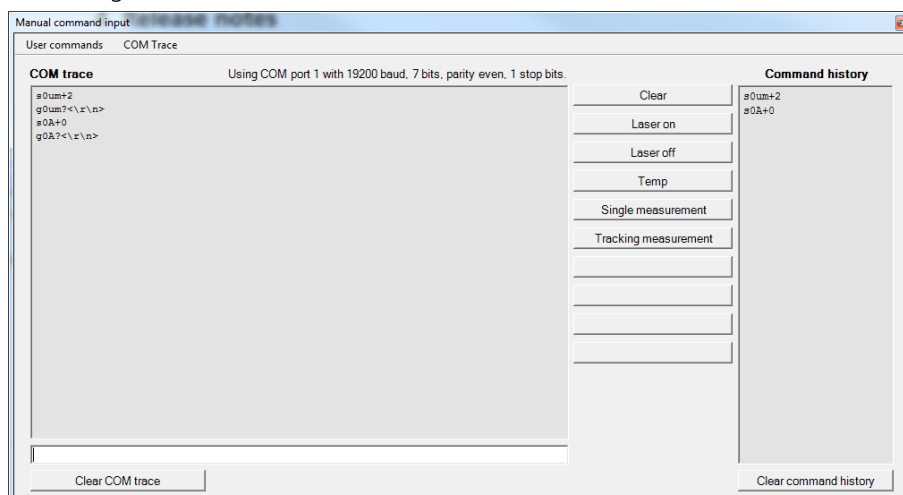 Release notes
Manual command input
User commands COM Trace
COM trace
Using COM port 1 with 19200 baud, 7 bits, parity even, 1 stop bits.
Command history
s0um+2
g0um?<\r\n>
s0A+0
g0A?<\r\n>
Clear
Laser on
Laser off
Temp
Single measurement
Tracking measurement
s0um+2
s0A+0
Clear COM trace
Clear command history